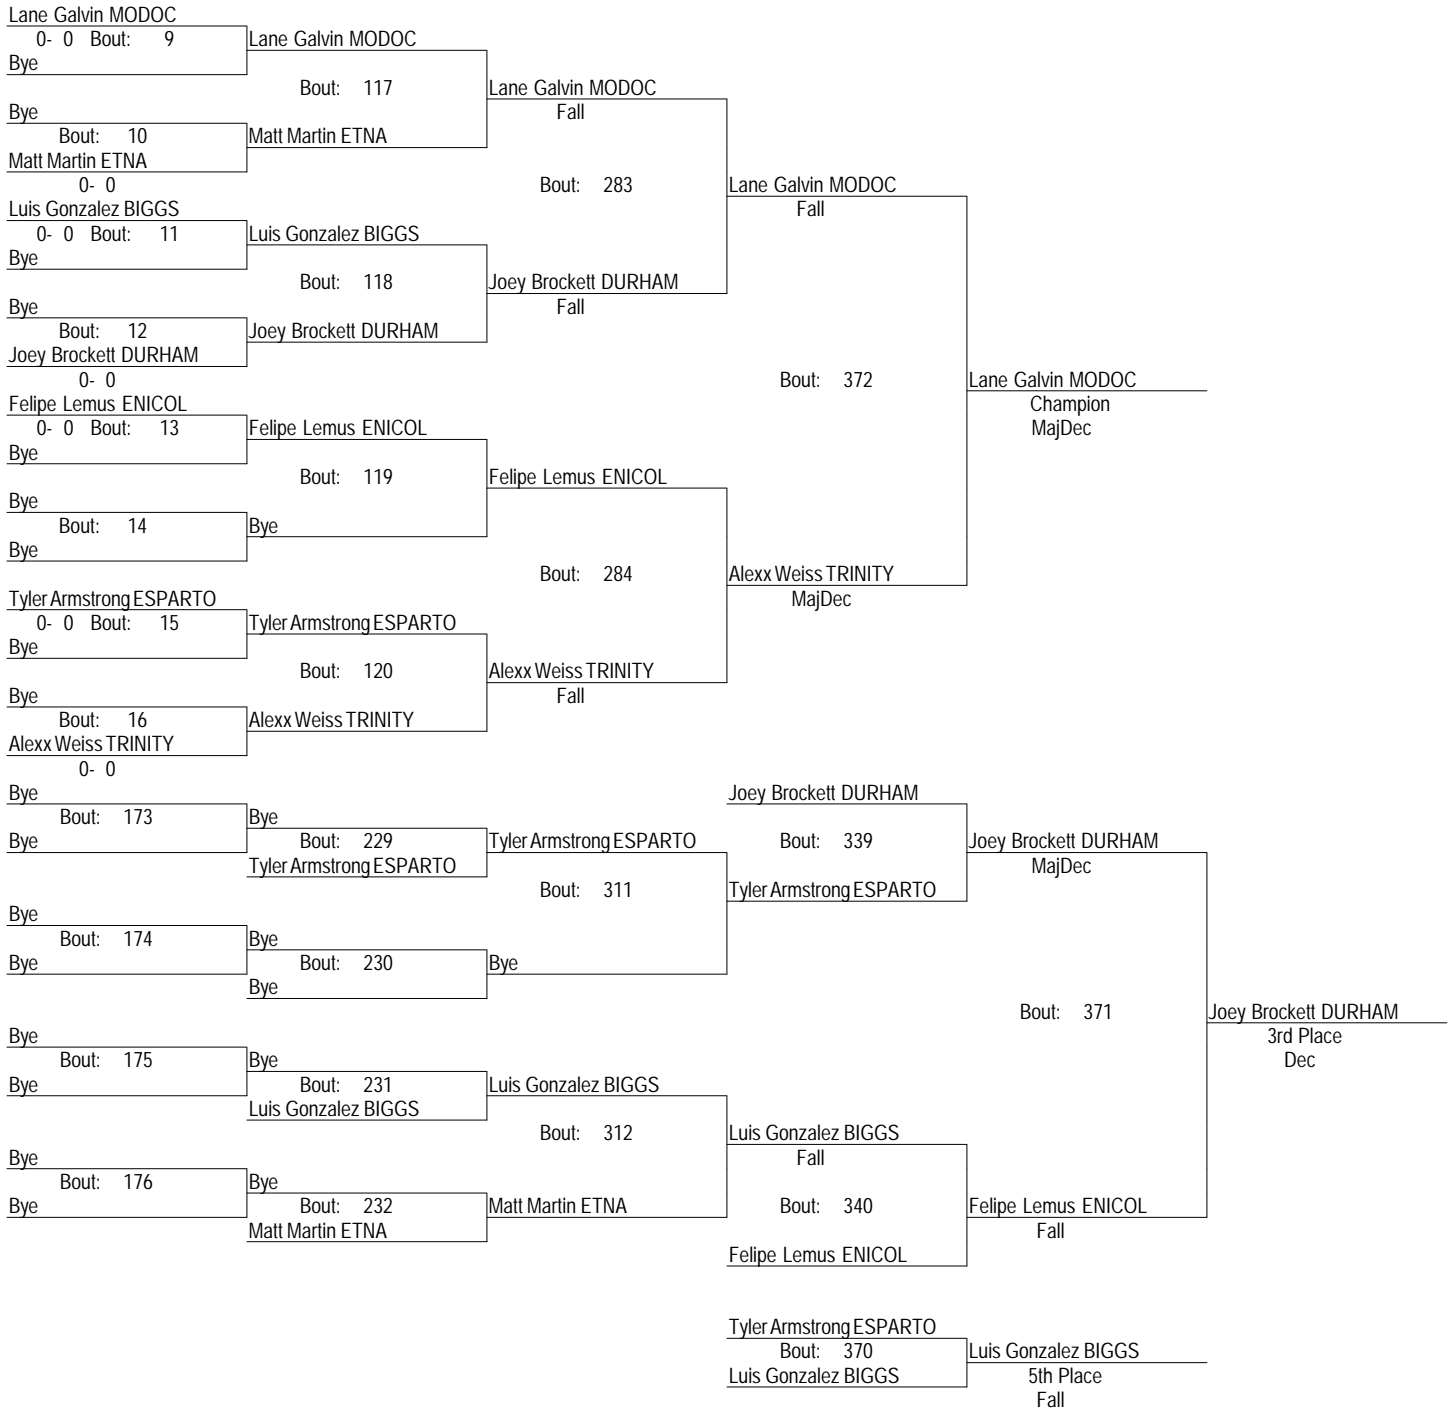 Lane Galvin MODOC
0- 0 Bout: 9 Lane Galvin MODOC
Bye
Bout: 117 Lane Galvin MODOC
Bye Fall
Bout: 10 Matt Martin ETNA
Matt Martin ETNA
0- 0 Bout: 283 Lane Galvin MODOC
Luis Gonzalez BIGGS Fall
0- 0 Bout: 11 Luis Gonzalez BIGGS
Bye
Bout: 118 Joey Brockett DURHAM
Bye Fall
Bout: 12 Joey Brockett DURHAM
Joey Brockett DURHAM
0- 0 Bout: 372 Lane Galvin MODOC
Felipe Lemus ENICOL Champion
0- 0 Bout: 13 Felipe Lemus ENICOL MajDec
Bye
Bout: 119 Felipe Lemus ENICOL
Bye
Bout: 14 Bye
Bye
Bout: 284 Alexx Weiss TRINITY
Tyler Armstrong ESPARTO MajDec
0- 0 Bout: 15 Tyler Armstrong ESPARTO
Bye
Bout: 120 Alexx Weiss TRINITY
Bye Fall
Bout: 16 Alexx Weiss TRINITY
Alexx Weiss TRINITY
0- 0
Bye Joey Brockett DURHAM
Bout: 173 Bye
Bye Bout: 229 Tyler Armstrong ESPARTO Bout: 339 Joey Brockett DURHAM
Tyler Armstrong ESPARTO MajDec
Bout: 311 Tyler Armstrong ESPARTO
Bye
Bout: 174 Bye
Bye Bout: 230 Bye
Bye
Bout: 371 Joey Brockett DURHAM
Bye 3rd Place
Bout: 175 Bye Dec
Bye Bout: 231 Luis Gonzalez BIGGS
Luis Gonzalez BIGGS
Bout: 312 Luis Gonzalez BIGGS
Bye Fall
Bout: 176 Bye
Bye Bout: 232 Matt Martin ETNA Bout: 340 Felipe Lemus ENICOL
Matt Martin ETNA Fall
Felipe Lemus ENICOL
Tyler Armstrong ESPARTO
Bout: 370 Luis Gonzalez BIGGS
Luis Gonzalez BIGGS 5th Place
Fall